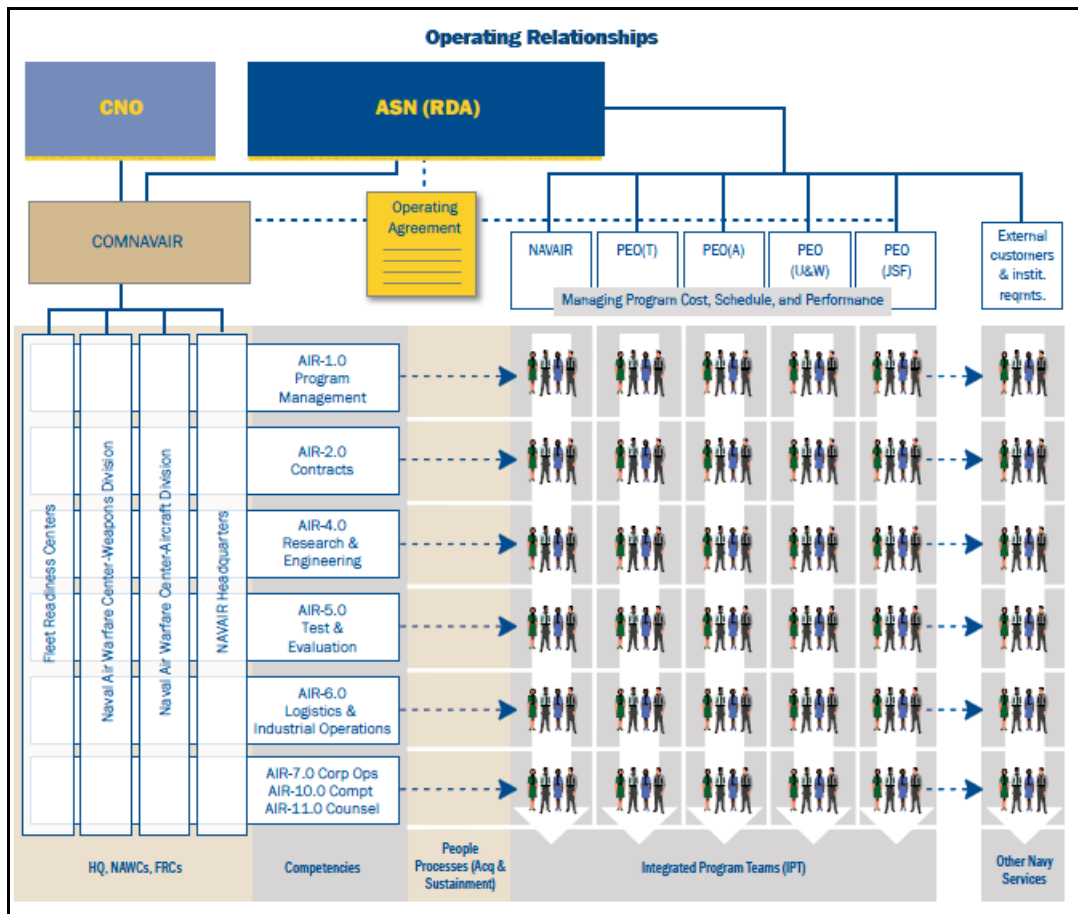 Operating Relationships
CNO
ASN (RDA)
COMNAVAIR
Operating
Agreement
NAVAIR
PEO(T)
PEO(A)
PEO
(U&W)
PEO
(JSF)
External
customers
& instit.
reqmts.
Managing Program Cost, Schedule, and Performance
Fleet Readiness Centers
Naval Air Warfare Center-Weapons Division
Naval Air Warfare Center-Aircraft Division
NAVAIR Headquarters
AIR-1.0
Program
Management
AIR-2.0
Contracts
AIR-4.0
Research &
Engineering
AIR-5.0
Test &
Evaluation
AIR-6.0
Logistics &
Industrial Operations
AIR-7.0 Corp Ops
AIR-10.0 Compt
AIR-11.0 Counsel
HQ, NAWCs, FRCs
Competencies
People
Processes (Acq &
Sustainment)
Integrated Program Teams (IPT)
Other Navy
Services